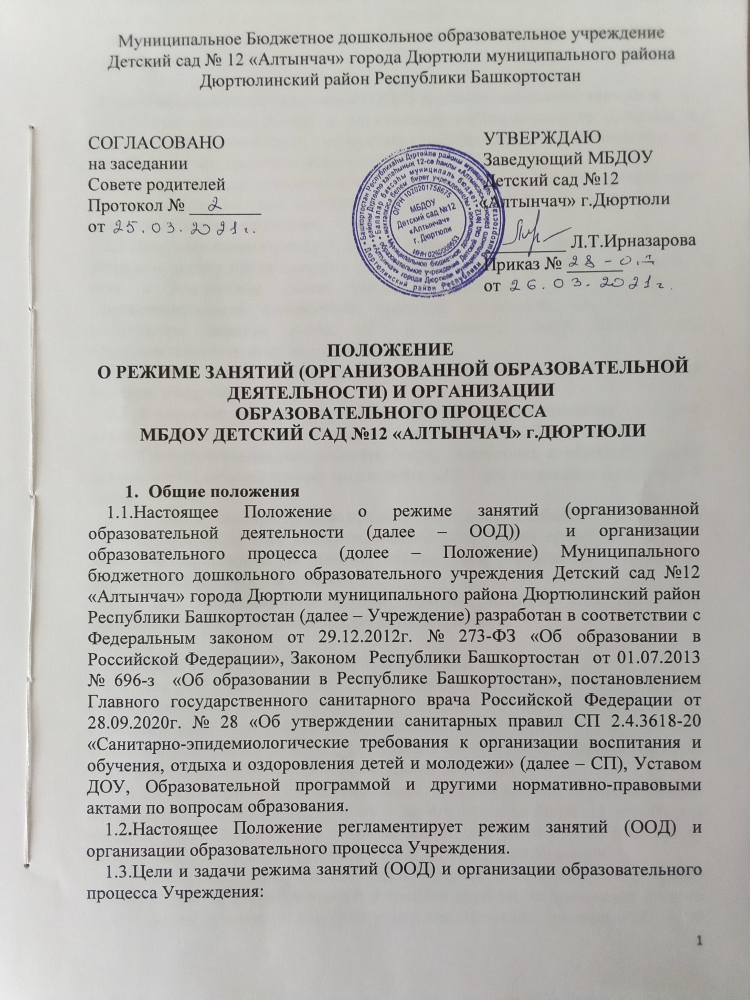 Муниципальное Бюджетное дошкольное образовательное учреждение
Детский сад № 12 «Алтынчач» города Дюртюли муниципального района
Дюртюлинский район Республики Башкортостан
СОГЛАСОВАНО
на заседании
Совете родителей
Протокол № 2
от 25.03.2021г.
УТВЕРЖДАЮ
Заведующий МБДОУ
Детский сад №12
«Алтынчач» г.Дюртюли
Л.Т.Ирназарова
Приказ № 28 -
от 26.03.2021г.
ОГРН 1020201758675
МБДОУ
Детский сад №12
«Алтынчач»
г. Дюртюли
ИНН 0260006553
ПОЛОЖЕНИЕ
О РЕЖИМЕ ЗАНЯТИЙ (ОРГАНИЗОВАННОЙ ОБРАЗОВАТЕЛЬНОЙ
ДЕЯТЕЛЬНОСТИ) И ОРГАНИЗАЦИИ
ОБРАЗОВАТЕЛЬНОГО ПРОЦЕССА
МБДОУ ДЕТСКИЙ САД №12 «АЛТЫНЧАЧ» г.ДЮРТЮЛИ
1. Общие положения
1.1.Настоящее Положение о режиме занятий (организованной
образовательной деятельности (далее – ООД)) и организации
образовательного процесса (долее – Положение) Муниципального
бюджетного дошкольного образовательного учреждения Детский сад №12
«Алтынчач» города Дюртюли муниципального района Дюртюлинский район
Республики Башкортостан (далее – Учреждение) разработан в соответствии с
Федеральным законом от 29.12.2012г. № 273-ФЗ «Об образовании в
Российской Федерации», Законом Республики Башкортостан от 01.07.2013
№ 696-з «Об образовании в Республике Башкортостан», постановлением
Главного государственного санитарного врача Российской Федерации от
28.09.2020г. № 28 «Об утверждении санитарных правил СП 2.4.3618-20
«Санитарно-эпидемиологические требования к организации воспитания и
обучения, отдыха и оздоровления детей и молодежи» (далее – СП), Уставом
ДОУ, Образовательной программой и другими нормативно-правовыми
актами по вопросам образования.
1.2.Настоящее Положение регламентирует режим занятий (ООД) и
организации образовательного процесса Учреждения.
1.3.Цели и задачи режима занятий (ООД) и организации образовательного
процесса Учреждения:
1